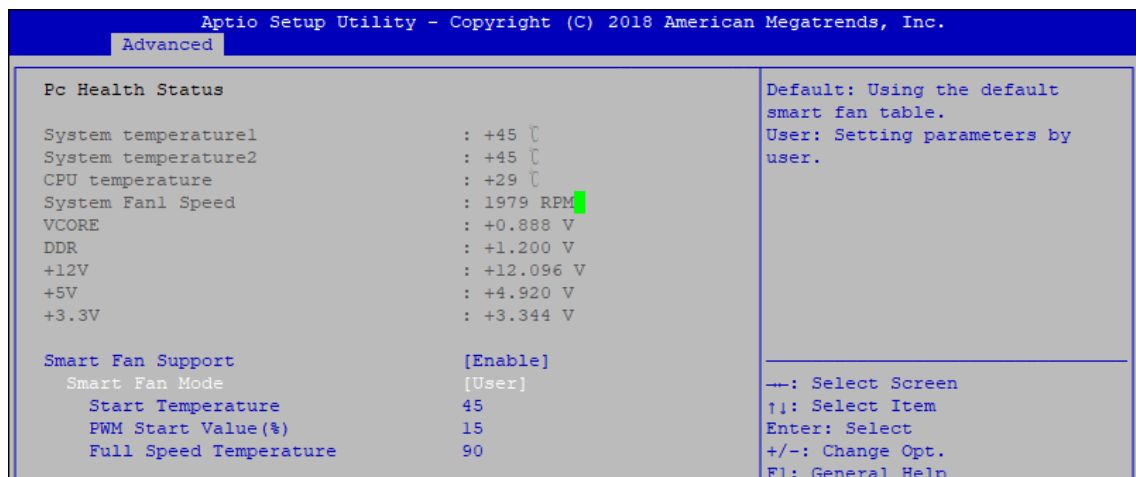 Aptio Setup Utility - Copyright (C) 2018 American Megatrends, Inc.
Advanced
Pc Health Status
System temperature1 : +45 ℃
System temperature2 : +45 ℃
CPU temperature : +29 ℃
System Fan1 Speed : 1979 RPM
VCORE : +0.888 V
DDR : +1.200 V
+12V : +12.096 V
+5V : +4.920 V
+3.3V : +3.344 V
Smart Fan Support [Enable]
Smart Fan Mode [User]
Start Temperature 45
PWM Start Value(%) 15
Full Speed Temperature 90
Default: Using the default
smart fan table.
User: Setting parameters by
user.
→←: Select Screen
↑↓: Select Item
Enter: Select
+/-: Change Opt.
F1: General Help